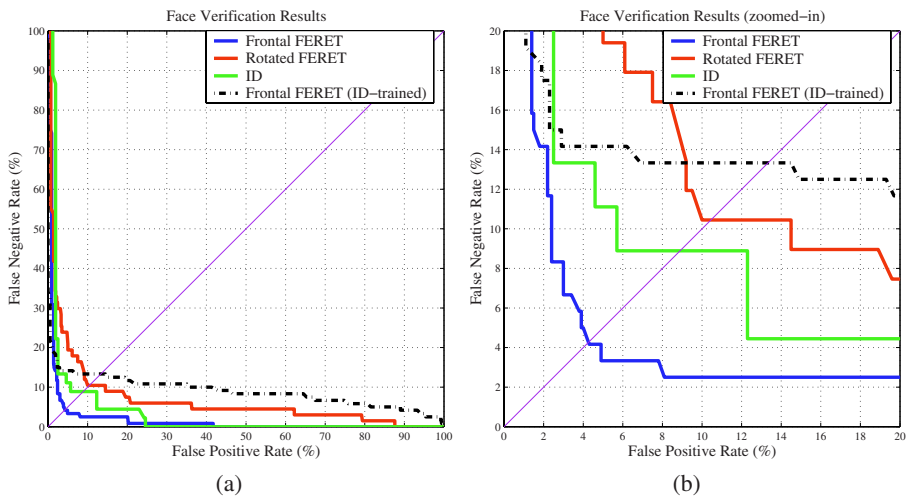 Face Verification Results
Frontal FERET
Rotated FERET
ID
Frontal FERET (ID−trained)
100
90
80
70
60
50
40
30
20
10
0
False Negative Rate (%)
0 10 20 30 40 50 60 70 80 90 100
False Positive Rate (%)
(a)
Face Verification Results (zoomed−in)
Frontal FERET
Rotated FERET
ID
Frontal FERET (ID−trained)
20
18
16
14
12
10
8
6
4
2
0
False Negative Rate (%)
0 2 4 6 8 10 12 14 16 18 20
False Positive Rate (%)
(b)